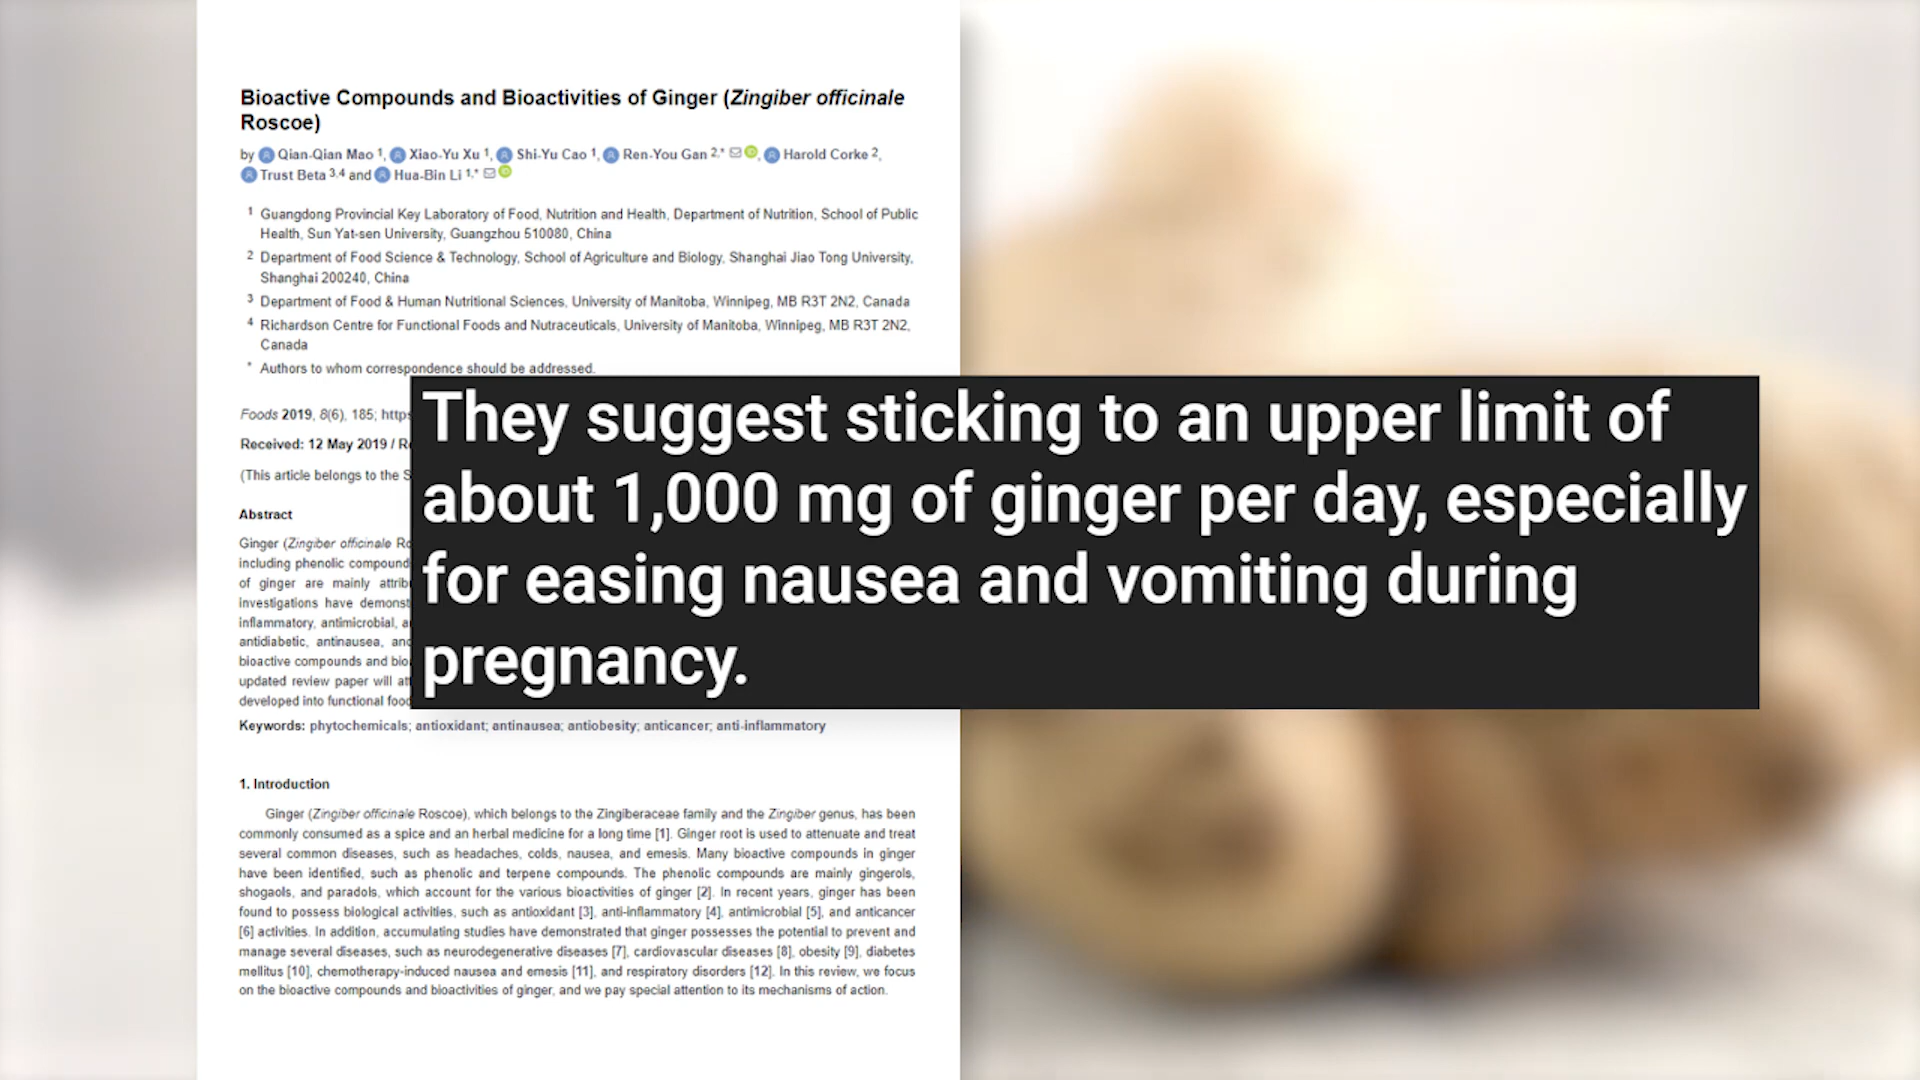 Bioactive Compounds and Bioactivities of Ginger (Zingiber officinale
Roscoe)
by Qian-Qian Mao 1, Xiao-Yu Xu 1, Shi-Yu Cao 1, Ren-You Gan 2,* , Harold Corke 2,
Trust Beta 3,4 and Hua-Bin Li 1,*
1 Guangdong Provincial Key Laboratory of Food, Nutrition and Health, Department of Nutrition, School of Public
Health, Sun Yat-sen University, Guangzhou 510080, China
2 Department of Food Science & Technology, School of Agriculture and Biology, Shanghai Jiao Tong University,
Shanghai 200240, China
3 Department of Food & Human Nutritional Sciences, University of Manitoba, Winnipeg, MB R3T 2N2, Canada
4 Richardson Centre for Functional Foods and Nutraceuticals, University of Manitoba, Winnipeg, MB R3T 2N2,
Canada
* Authors to whom correspondence should be addressed.
Foods 2019, 8(6), 185;
Received: 12 May 2019 /
(This article belongs to the
Abstract
Ginger (Zingiber officinale
including phenolic
of ginger are mainly
investigations have
inflammatory, antimicrobial,
antidiabetic, antinausea,
bioactive compounds and
updated review paper will
developed into functional
They suggest sticking to an upper limit of
about 1,000 mg of ginger per day, especially
for easing nausea and vomiting during
pregnancy.
Keywords: phytochemicals; antioxidant; antinausea; antiobesity; anticancer; anti-inflammatory
1. Introduction
Ginger (Zingiber officinale Roscoe), which belongs to the Zingiberaceae family and the Zingiber genus, has been
commonly consumed as a spice and an herbal medicine for a long time [1]. Ginger root is used to attenuate and treat
several common diseases, such as headaches, colds, nausea, and emesis. Many bioactive compounds in ginger
have been identified, such as phenolic and terpene compounds. The phenolic compounds are mainly gingerols,
shogaols, and paradols, which account for the various bioactivities of ginger [2]. In recent years, ginger has been
found to possess biological activities, such as antioxidant [3], anti-inflammatory [4], antimicrobial [5], and anticancer
[6] activities. In addition, accumulating studies have demonstrated that ginger possesses the potential to prevent and
manage several diseases, such as neurodegenerative diseases [7], cardiovascular diseases [8], obesity [9], diabetes
mellitus [10], chemotherapy-induced nausea and emesis [11], and respiratory disorders [12]. In this review, we focus
on the bioactive compounds and bioactivities of ginger, and we pay special attention to its mechanisms of action.